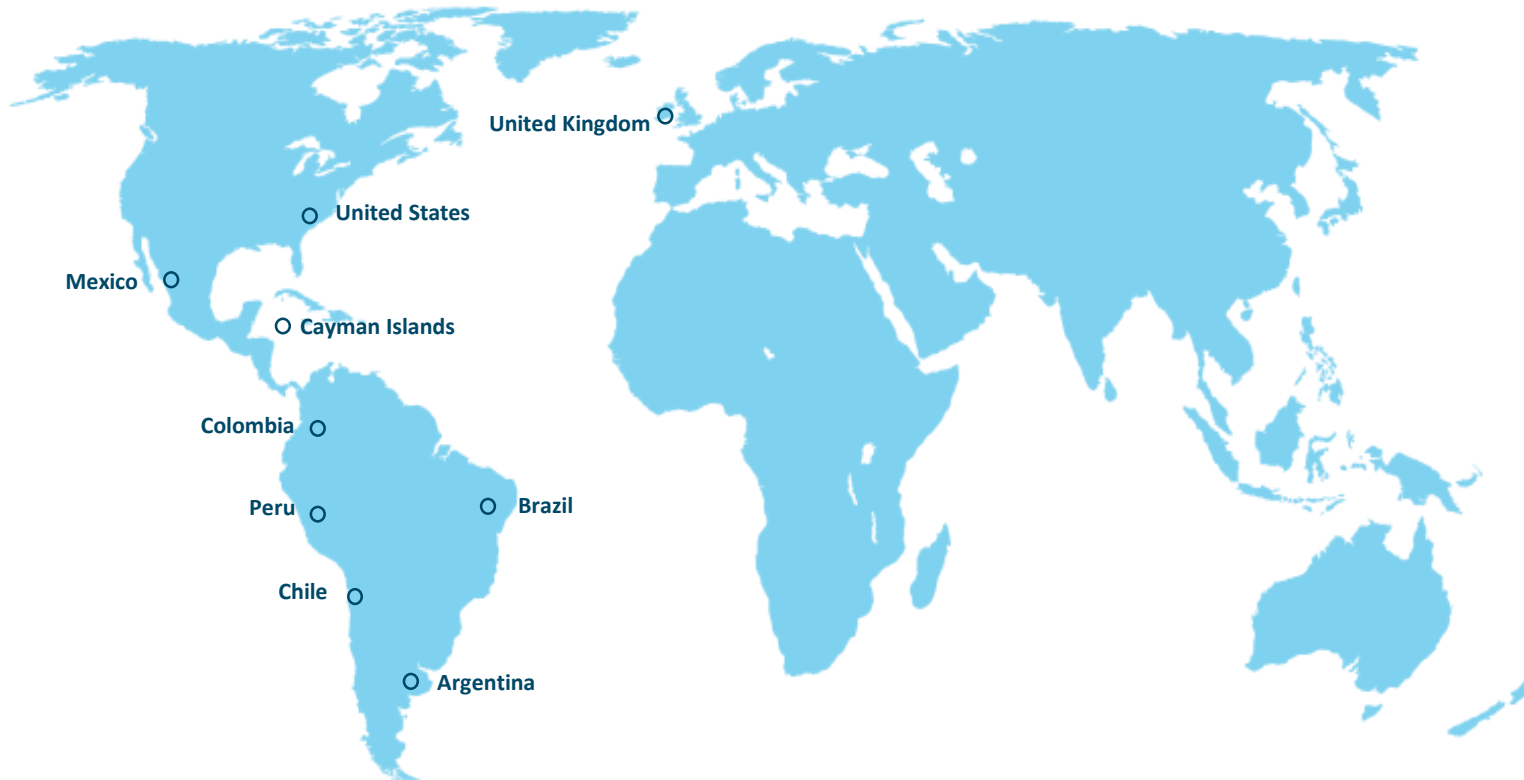 United Kingdom
United States
Mexico
Cayman Islands
Colombia
Peru
Brazil
Chile
Argentina